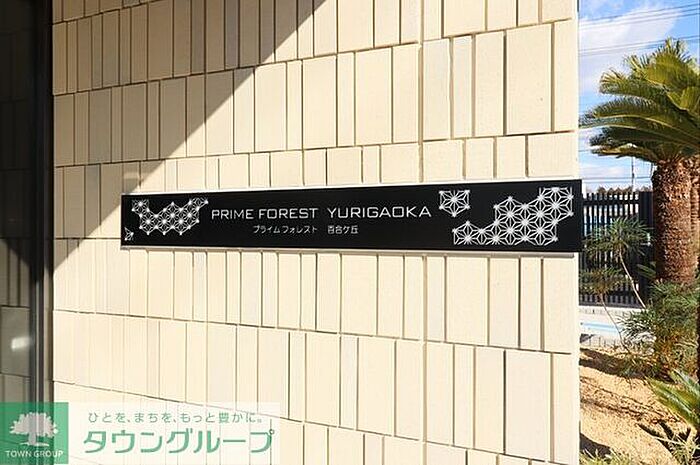 PRIME FOREST YURIGAOKA
プライムフォレスト 百合ケ丘
ひとを、まちを、もっと豊かに。
タウングループ
TOWN GROUP